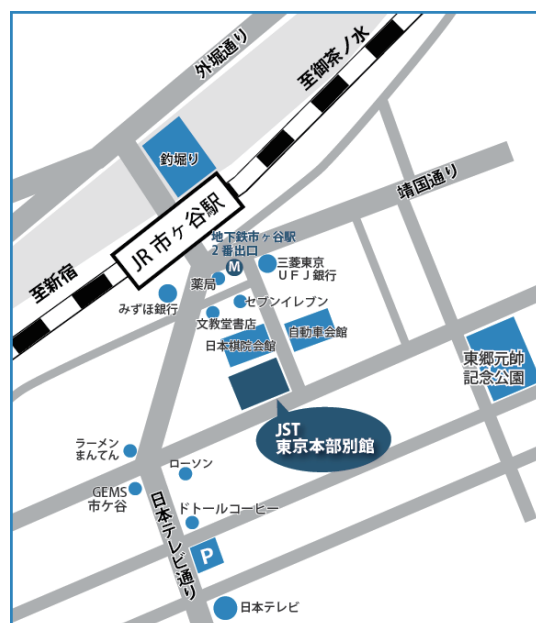 外堀通り
至御茶ノ水
釣堀り
靖国通り
JR 市ヶ谷駅
地下鉄市ヶ谷駅
2 番出口
M
三菱東京
ＵＦＪ銀行
至新宿
薬局
みずほ銀行
セブンイレブン
文教堂書店
日本棋院会館
自動車会館
東郷元帥
記念公園
JST
東京本部別館
ラーメン
まんてん
ローソン
GEMS
市ケ谷
ドトールコーヒー
日本テレビ通り
P
日本テレビ